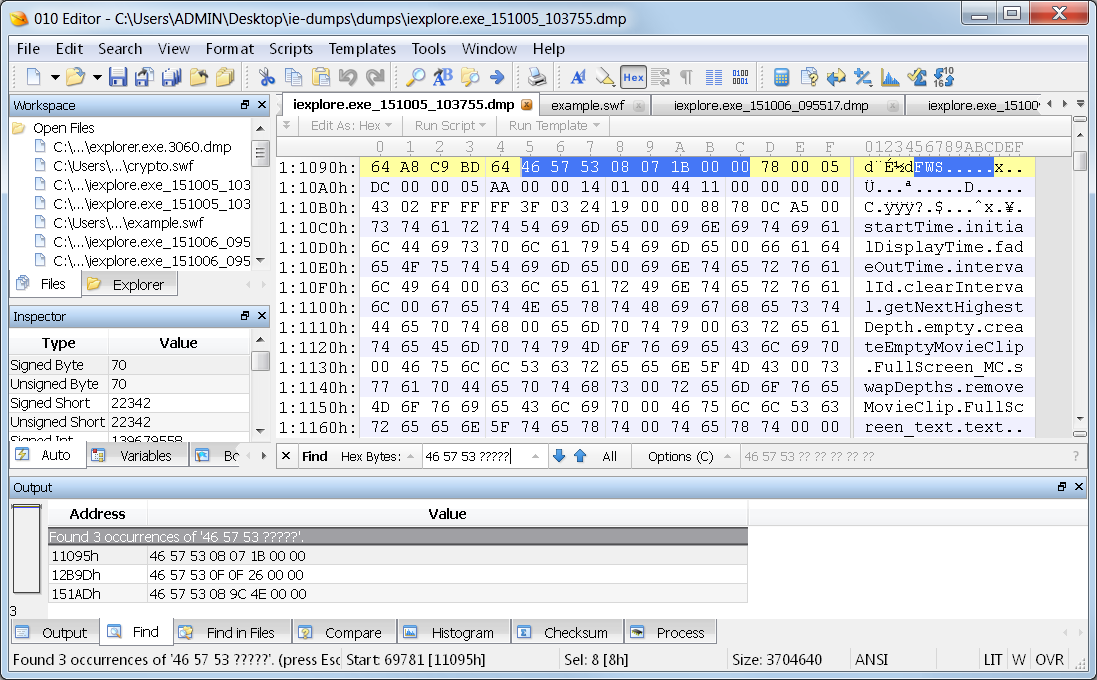 010 Editor - C:\Users\ADMIN\Desktop\ie-dumps\dumps\iexplore.exe_151005_103755.dmp
File Edit Search View Format Scripts Templates Tools Window Help
Workspace
Open Files
C:\...\explorer.exe.3060.dmp
C:\Users\...\crypto.swf
C:\...\iexplore.exe_151005_103
C:\...\iexplore.exe_151005_103
C:\Users\...\example.swf
C:\...\iexplore.exe_151006_095
C:\...\iexplore.exe_151006_095
Files Explorer
Inspector
Type Value
Signed Byte 70
Unsigned Byte 70
Signed Short 22342
Unsigned Short 22342
Signed Int 139679558
Auto Variables Bo
iexplore.exe_151005_103755.dmp example.swf iexplore.exe_151006_095517.dmp iexplore.exe_15100
Edit As: Hex Run Script Run Template
0 1 2 3 4 5 6 7 8 9 A B C D E F 0123456789ABCDEF
1:1090h: 64 A8 C9 BD 64 46 57 53 08 07 1B 00 00 78 00 05 d¨É½dFWS.....x..
1:10A0h: DC 00 00 05 AA 00 00 14 01 00 44 11 00 00 00 00 Ü...ª.....D.....
1:10B0h: 43 02 FF FF FF 3F 03 24 19 00 00 88 78 0C A5 00 C.ÿÿÿ?.$...ˆx.¥.
1:10C0h: 73 74 61 72 74 54 69 6D 65 00 69 6E 69 74 69 61 startTime.initia
1:10D0h: 6C 44 69 73 70 6C 61 79 54 69 6D 65 00 66 61 64 lDisplayTime.fad
1:10E0h: 65 4F 75 74 54 69 6D 65 00 69 6E 74 65 72 76 61 eOutTime.interva
1:10F0h: 6C 49 64 00 63 6C 65 61 72 49 6E 74 65 72 76 61 lId.clearInterva
1:1100h: 6C 00 67 65 74 4E 65 78 74 48 69 67 68 65 73 74 l.getNextHighest
1:1110h: 44 65 70 74 68 00 65 6D 70 74 79 00 63 72 65 61 Depth.empty.crea
1:1120h: 74 65 45 6D 70 74 79 4D 6F 76 69 65 43 6C 69 70 teEmptyMovieClip
1:1130h: 00 46 75 6C 6C 53 63 72 65 65 6E 5F 4D 43 00 73 .FullScreen_MC.s
1:1140h: 77 61 70 44 65 70 74 68 73 00 72 65 6D 6F 76 65 wapDepths.remove
1:1150h: 4D 6F 76 69 65 43 6C 69 70 00 46 75 6C 6C 53 63 MovieClip.FullSc
1:1160h: 72 65 65 6E 5F 74 65 78 74 00 74 65 78 74 00 00 reen_text.text..
Find Hex Bytes: 46 57 53 ????? All Options (C) 46 57 53 ?? ?? ?? ?? ??
Output
Address Value
Found 3 occurrences of '46 57 53 ?????'.
11095h 46 57 53 08 07 1B 00 00
12B9Dh 46 57 53 0F 0F 26 00 00
151ADh 46 57 53 08 9C 4E 00 00
3
Output Find Find in Files Compare Histogram Checksum Process
Found 3 occurrences of '46 57 53 ?????'. (press Esc Start: 69781 [11095h] Sel: 8 [8h] Size: 3704640 ANSI LIT W OVR